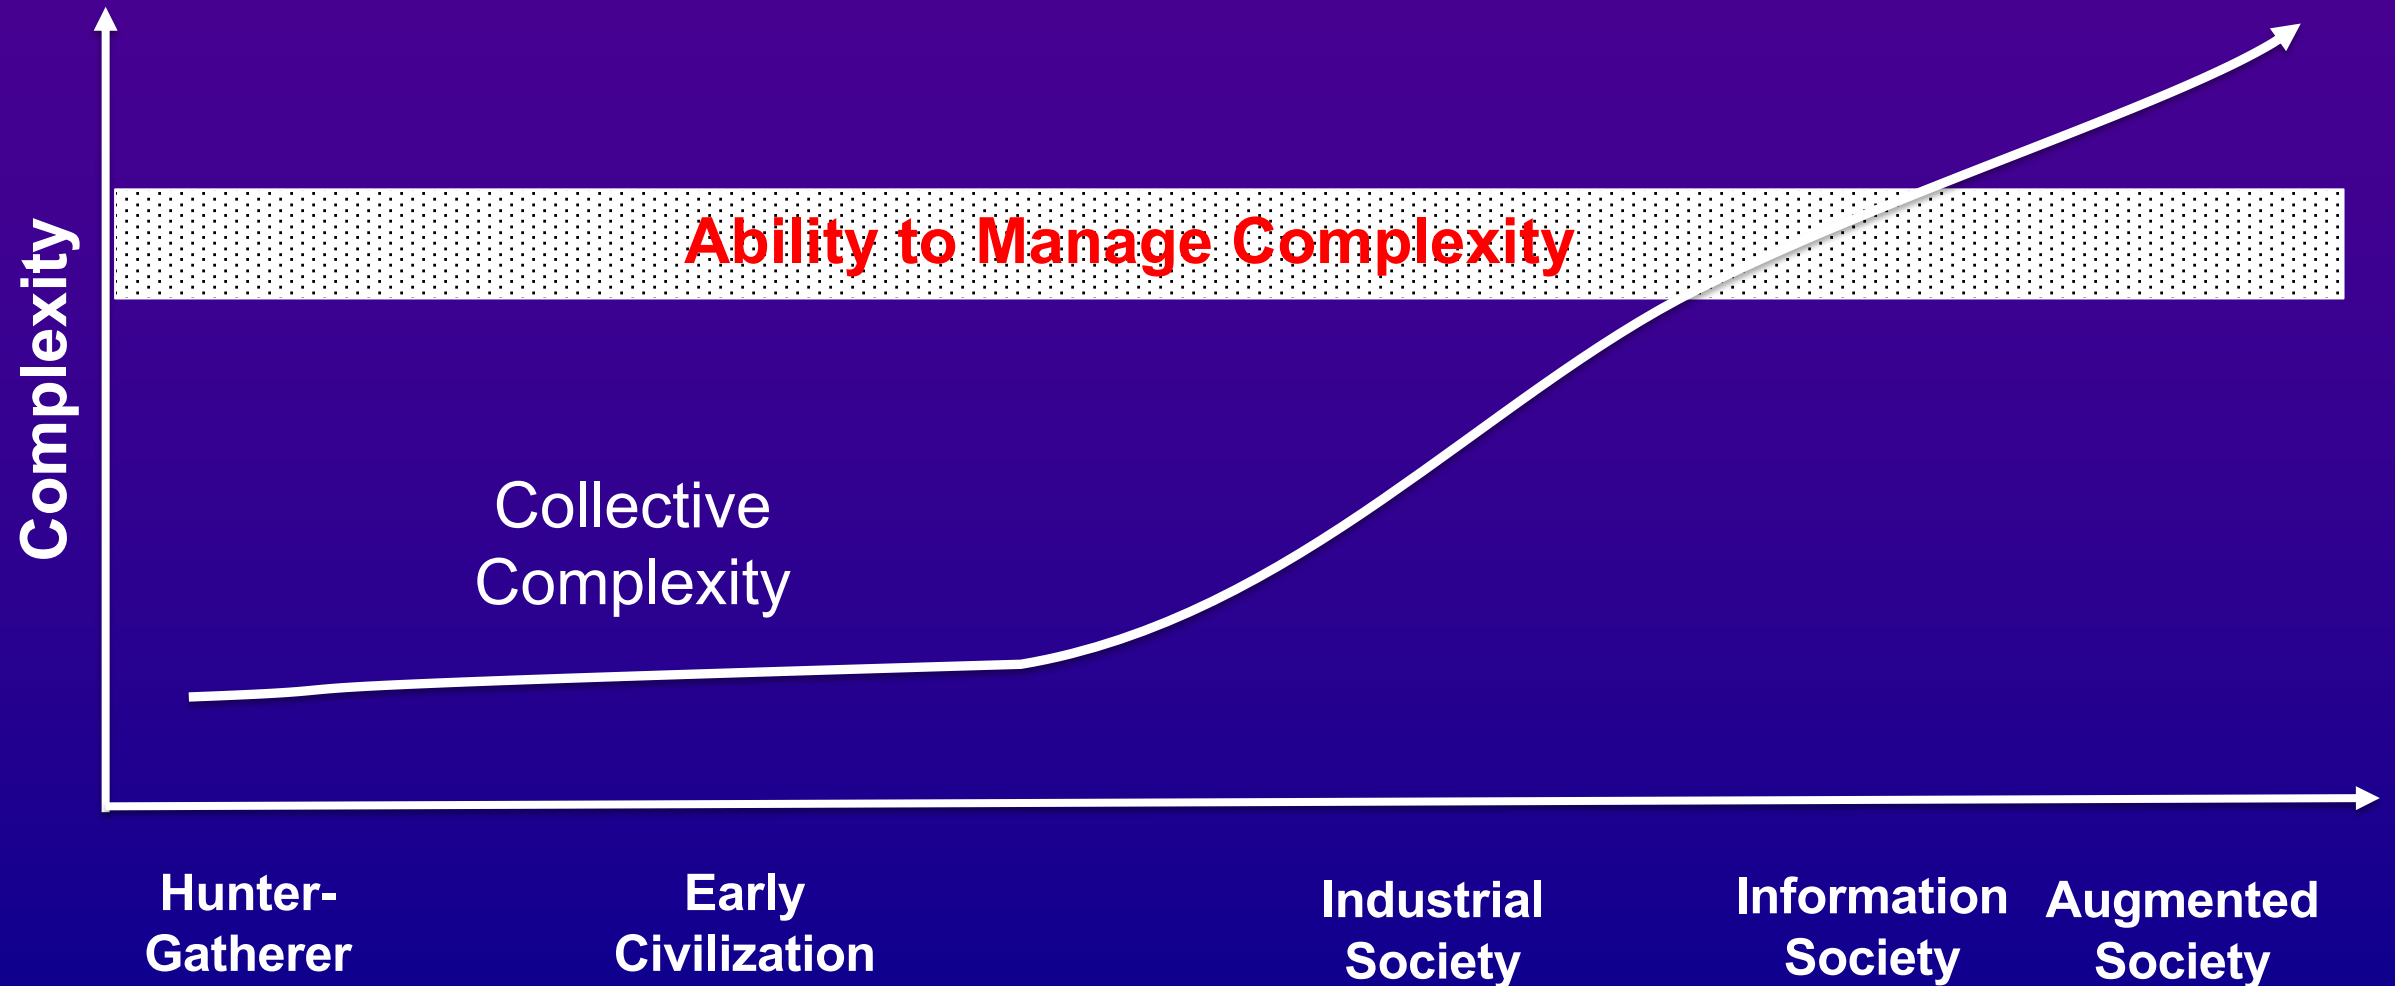 Complexity
Ability to Manage Complexity
Collective
Complexity
Hunter-
Gatherer
Early
Civilization
Industrial
Society
Information
Society
Augmented
Society